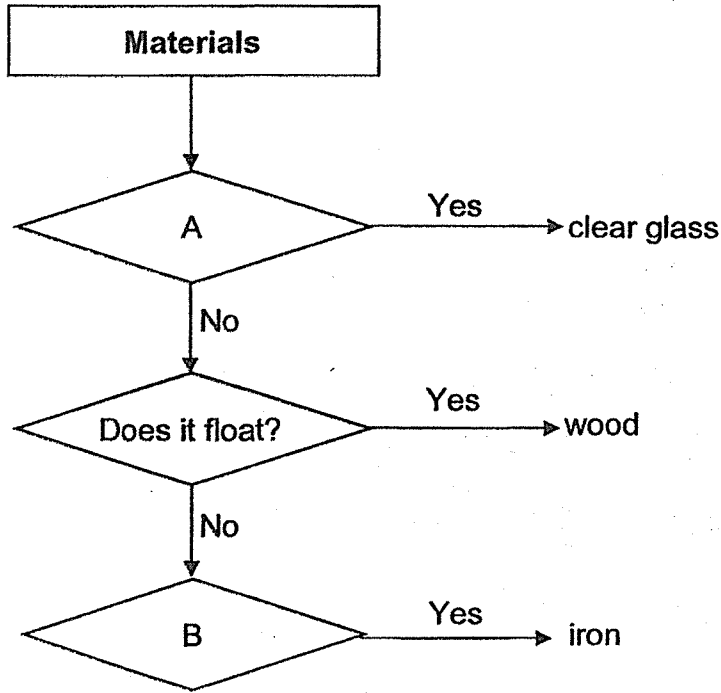 Materials
A
Yes
clear glass
No
Does it float?
Yes
wood
No
B
Yes
iron